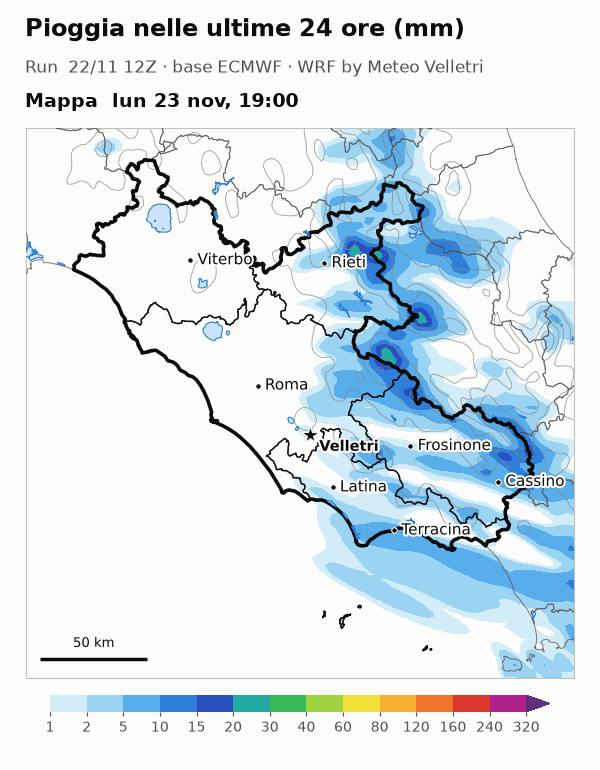 Pioggia nelle ultime 24 ore (mm)
Run  22/11 12Z · base ECMWF · WRF by Meteo Velletri
Mappa  lun 23 nov, 19:00
Viterbo
Rieti
Roma
Velletri
Frosinone
Cassino
Latina
Terracina
50 km
1 2 5 10 15 20 30 40 60 80 120 160 240 320